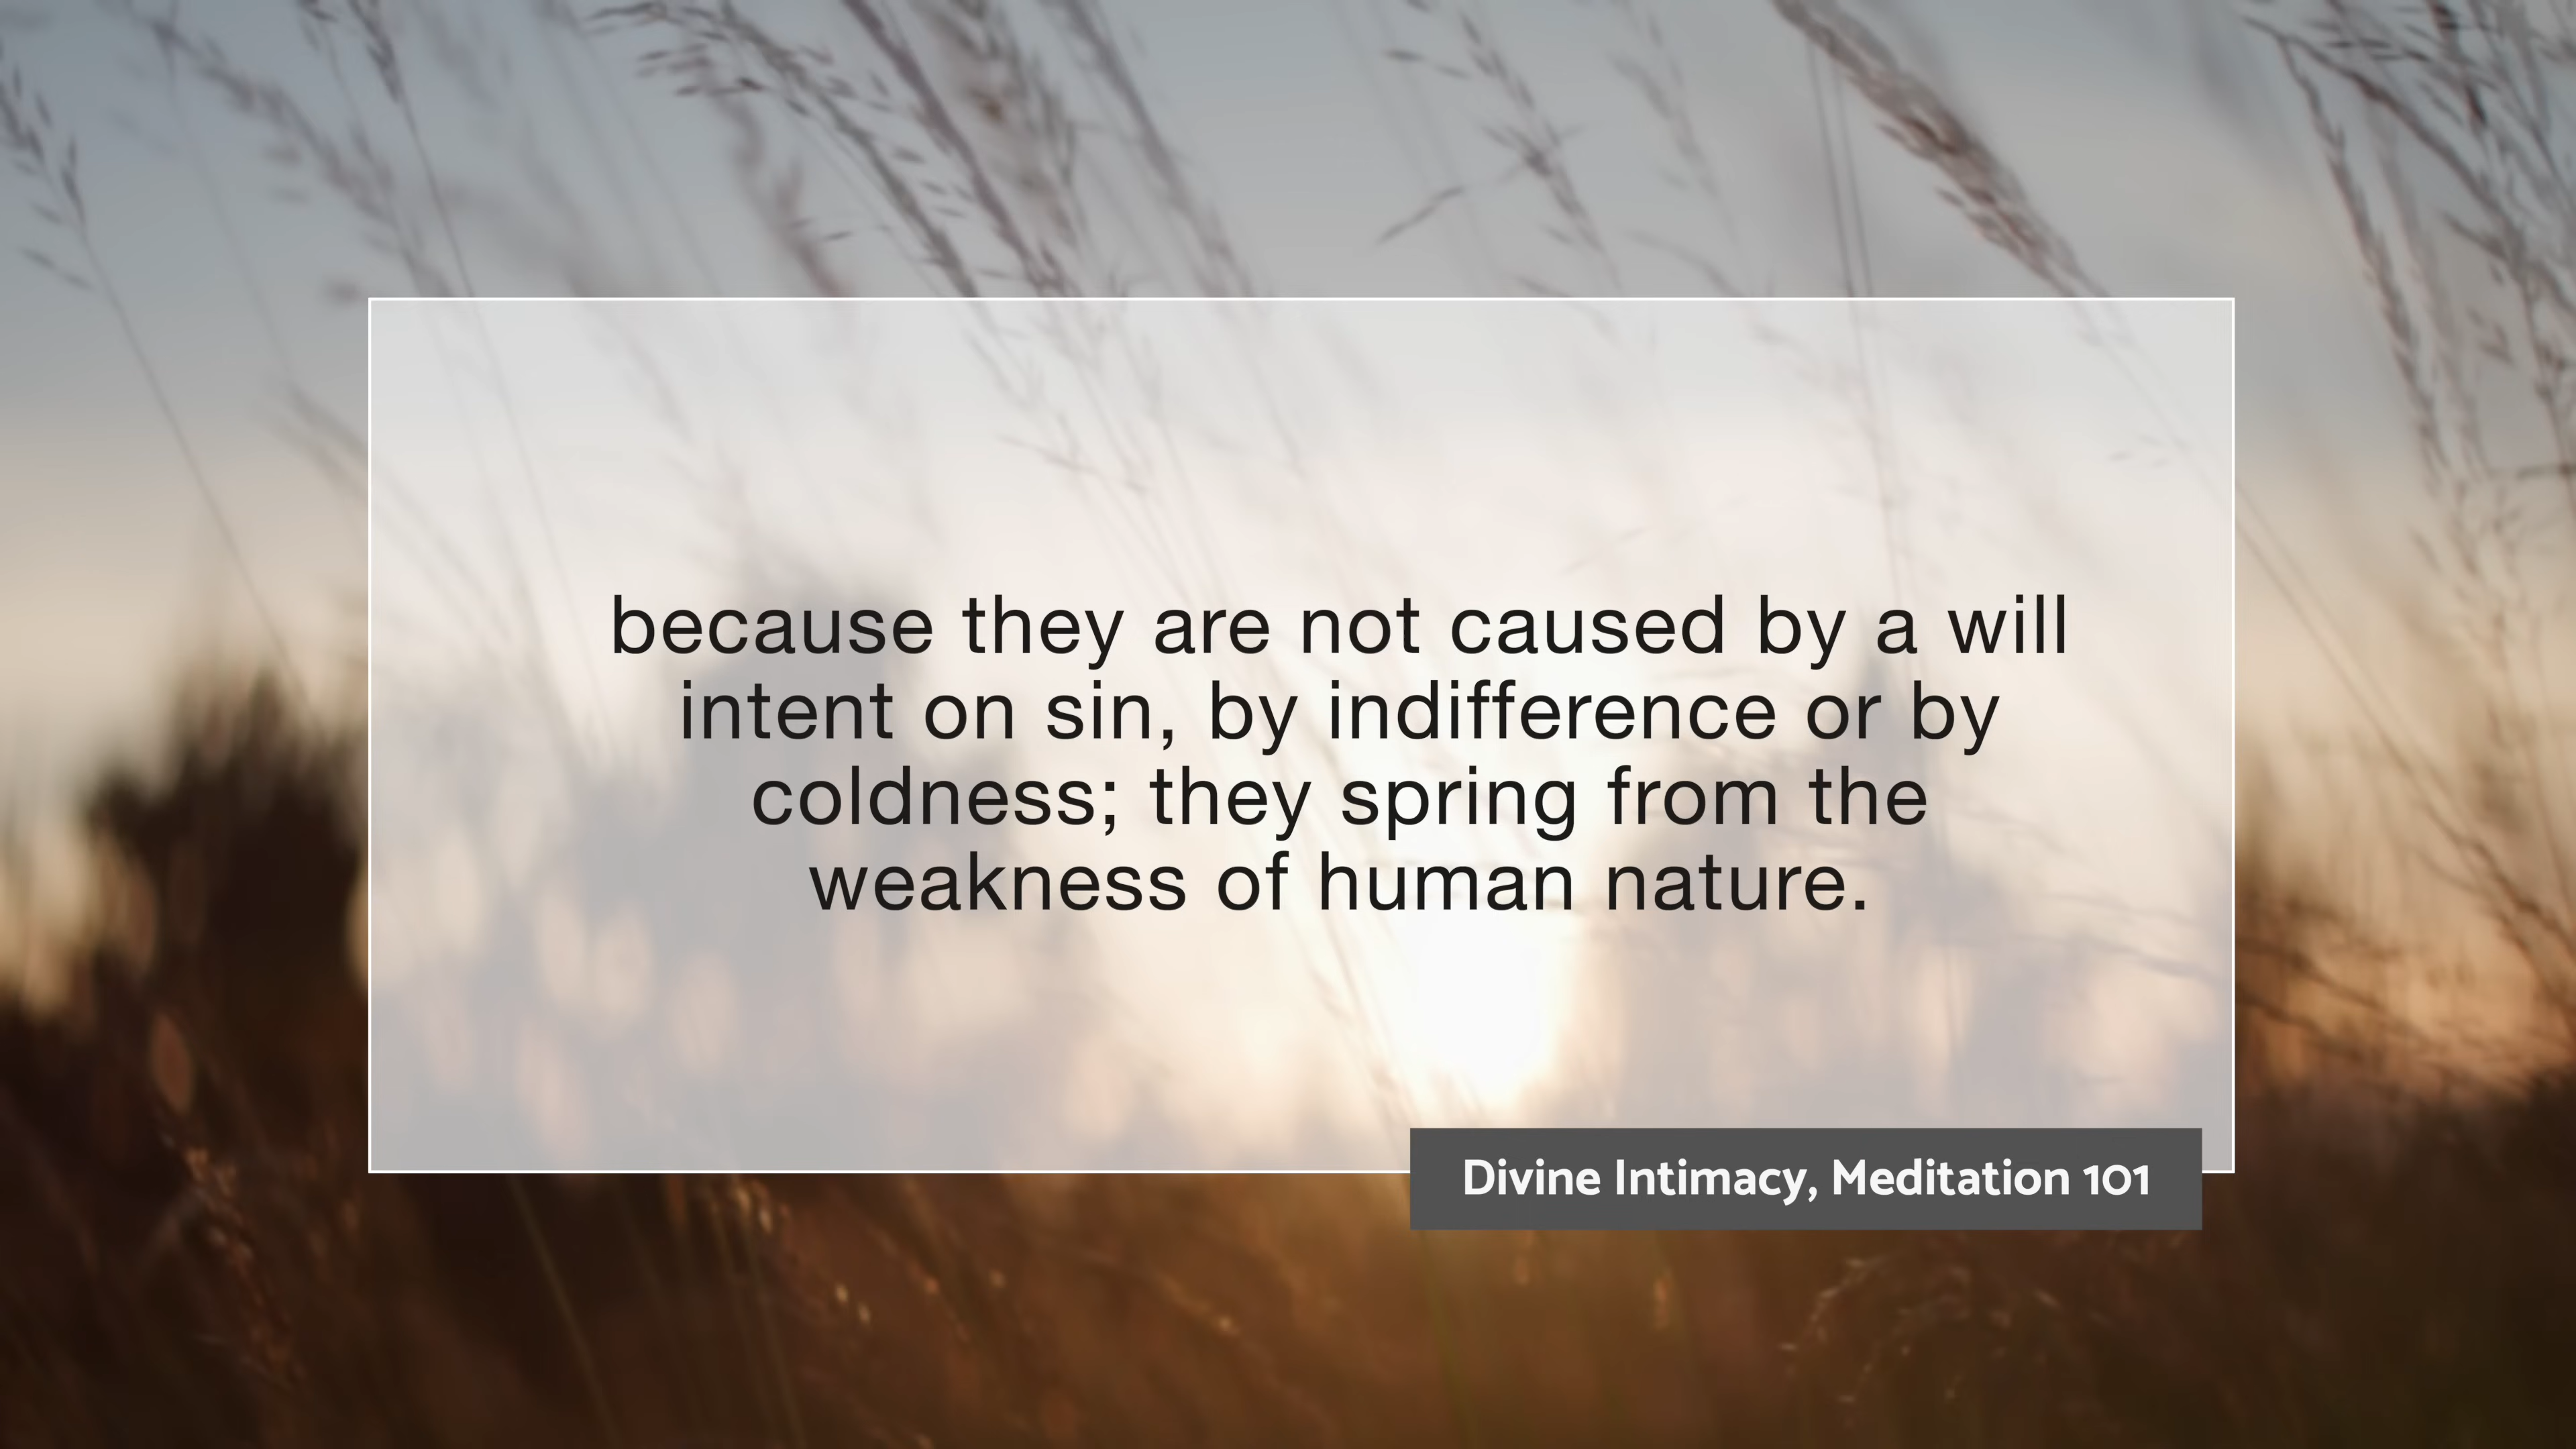 because they are not caused by a will
intent on sin, by indifference or by
coldness; they spring from the
weakness of human nature.
Divine Intimacy, Meditation 101